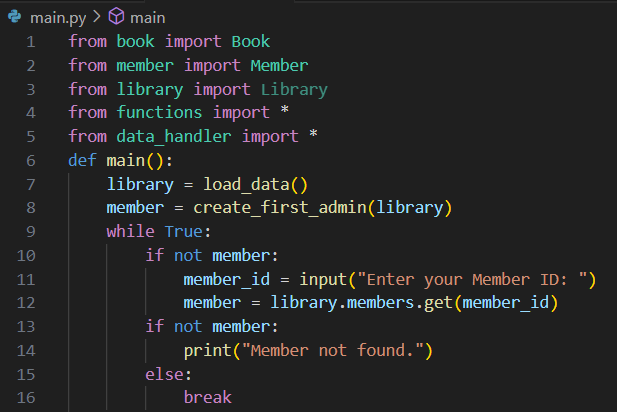 main.py > main
1 from book import Book
2 from member import Member
3 from library import Library
4 from functions import *
5 from data_handler import *
6 def main():
7     library = load_data()
8     member = create_first_admin(library)
9     while True:
10         if not member:
11             member_id = input("Enter your Member ID: ")
12             member = library.members.get(member_id)
13         if not member:
14             print("Member not found.")
15         else:
16             break